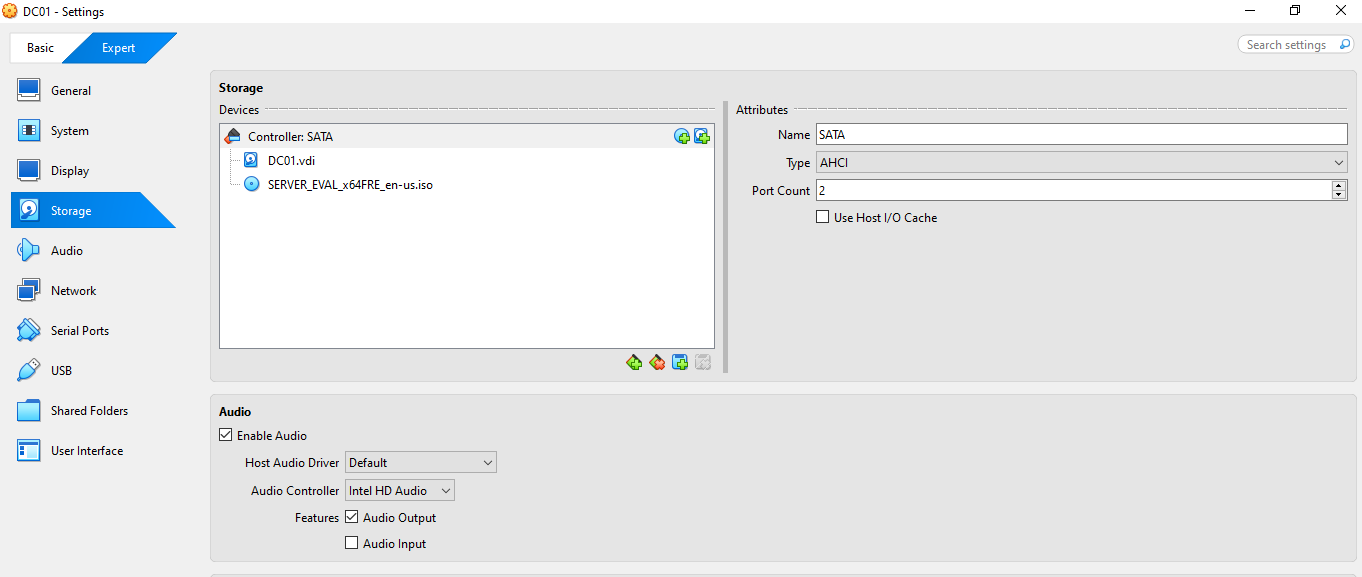 DC01 - Settings
Basic
Expert
Search settings
General
System
Display
Storage
Audio
Network
Serial Ports
USB
Shared Folders
User Interface
Storage
Devices
Controller: SATA
DC01.vdi
SERVER_EVAL_x64FRE_en-us.iso
Attributes
Name SATA
Type AHCI
Port Count 2
Use Host I/O Cache
Audio
Enable Audio
Host Audio Driver Default
Audio Controller Intel HD Audio
Features Audio Output
Audio Input